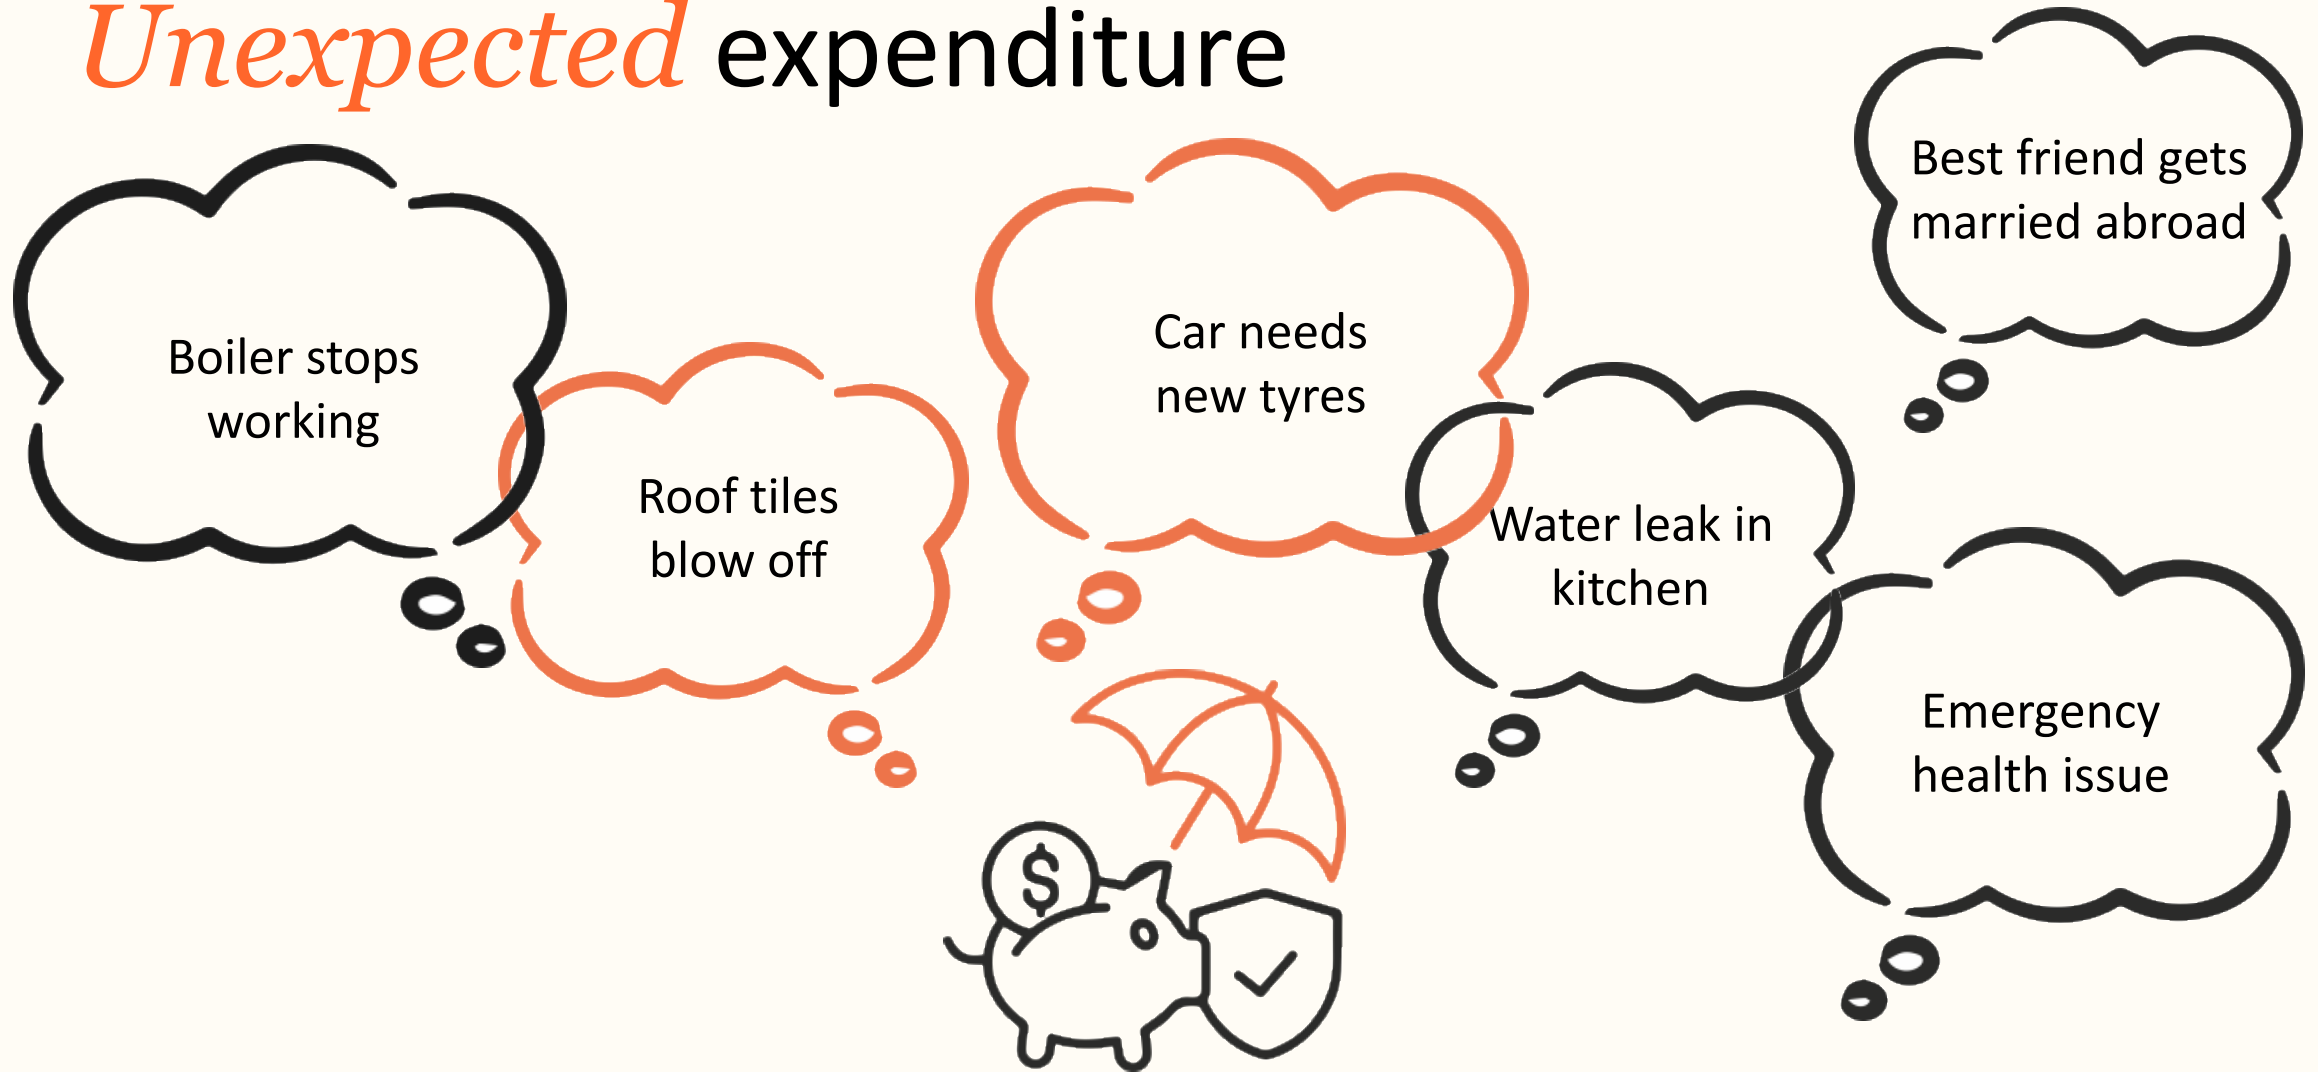 Unexpected expenditure
Boiler stops
working
Roof tiles
blow off
Car needs
new tyres
Water leak in
kitchen
Best friend gets
married abroad
Emergency
health issue
$